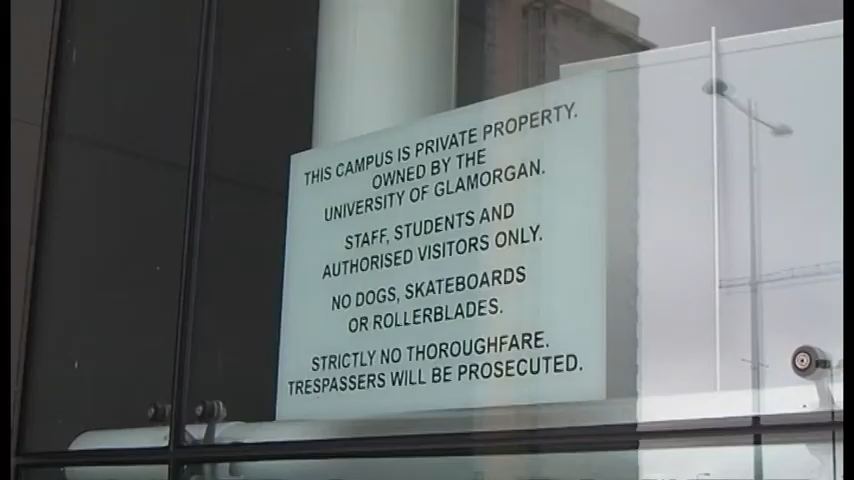 THIS CAMPUS IS PRIVATE PROPERTY.
OWNED BY THE
UNIVERSITY OF GLAMORGAN.
STAFF, STUDENTS AND
AUTHORISED VISITORS ONLY.
NO DOGS, SKATEBOARDS
OR ROLLERBLADES.
STRICTLY NO THOROUGHFARE.
TRESPASSERS WILL BE PROSECUTED.